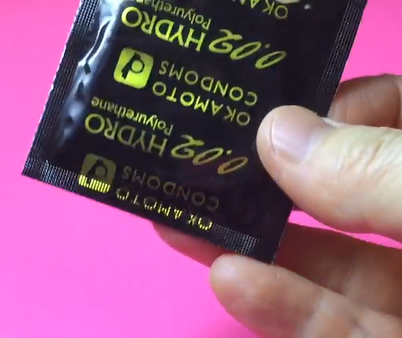 OKAMOTO
CONDOMS
0.02 HYDRO
Polyurethane
OKAMOTO
CONDOMS
0.02 HYDRO
Polyurethane